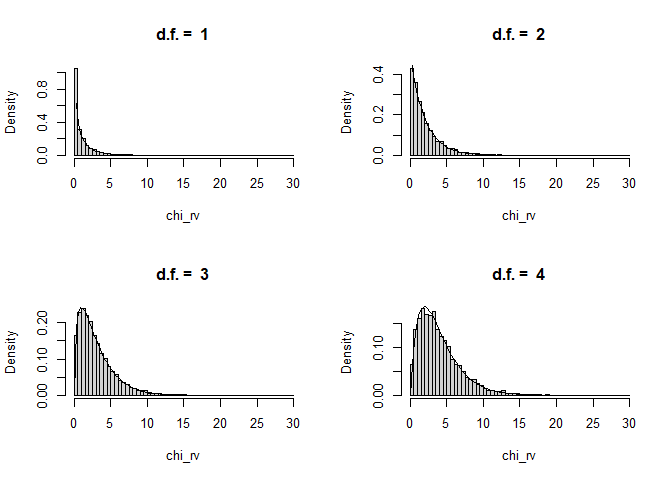 d.f. = 1
Density
0.0 0.4 0.8
0 5 10 15 20 25 30
chi_rv
d.f. = 2
Density
0.0 0.2 0.4
0 5 10 15 20 25 30
chi_rv
d.f. = 3
Density
0.00 0.10 0.20
0 5 10 15 20 25 30
chi_rv
d.f. = 4
Density
0.00 0.10
0 5 10 15 20 25 30
chi_rv